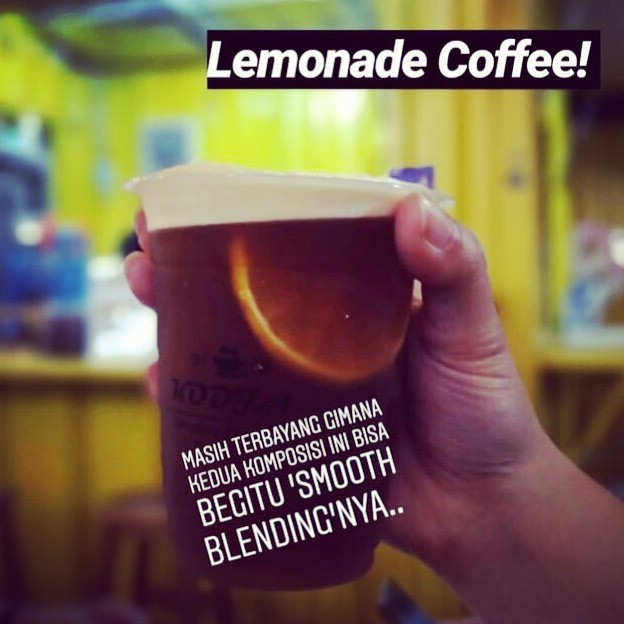 Lemonade Coffee!
MASIH TERBAYANG GIMANA
KEDUA KOMPOSISI INI BISA
BEGITU 'SMOOTH
BLENDING'NYA..